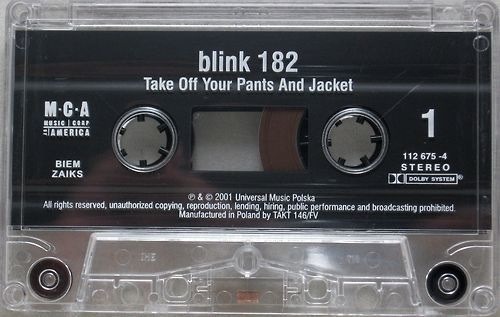 blink 182
Take Off Your Pants And Jacket
M·C·A
MUSIC CORP
OF AMERICA
BIEM
ZAIKS
1
112 675-4
STEREO
DOLBY SYSTEM®
℗ & © 2001 Universal Music Polska
All rights reserved, unauthorized copying, reproduction, lending, hiring, public performance and broadcasting prohibited.
Manufactured in Poland by TAKT 146/FV